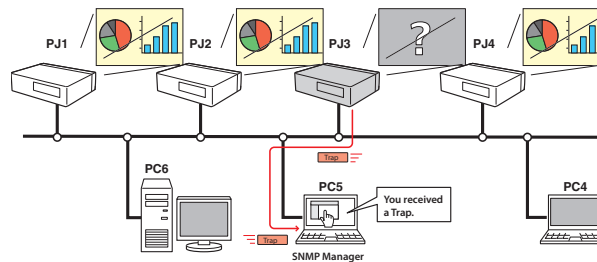 PJ1
PJ2
PJ3
?
PJ4
Trap
PC6
PC5
You received
a Trap.
PC4
Trap
SNMP Manager